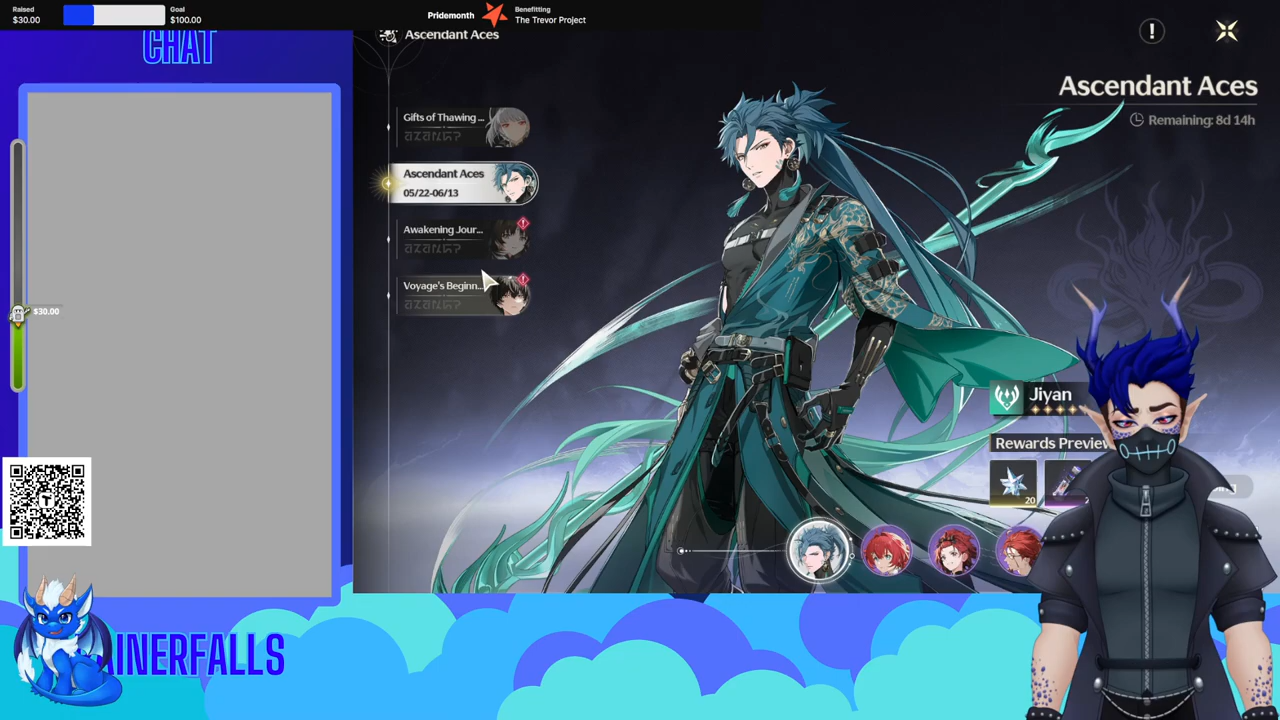 Raised
$30.00
Goal
$100.00
Pridemonth
Benefitting
The Trevor Project
CHAT
Ascendant Aces
Gifts of Thawing ...
Ascendant Aces
05/22-06/13
Awakening Jour...
Voyage's Beginn...
$30.00
Ascendant Aces
Remaining: 8d 14h
Jiyan
Rewards Preview
20
INERFALLS